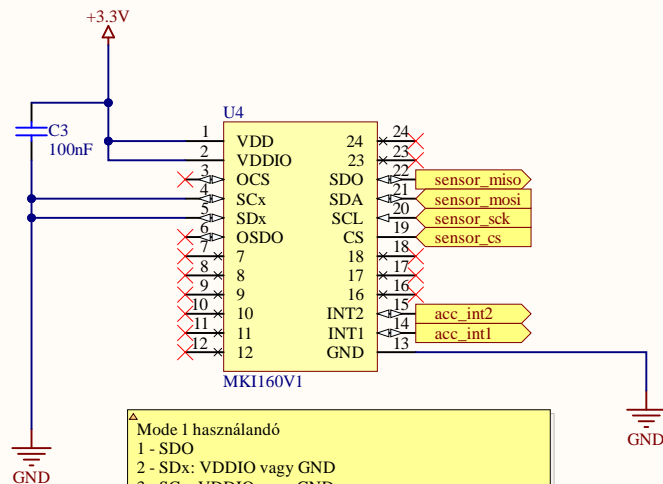 +3.3V
U4
C3
100nF
1 VDD 24 24
2 VDDIO 23 23
3 OCS SDO 22 sensor_miso
4 SCx SDA 21 sensor_mosi
5 SDx SCL 20 sensor_sck
6 OSDO CS 19 sensor_cs
7 7 18 18
8 8 17 17
9 9 16 16
10 10 INT2 15 acc_int2
11 11 INT1 14 acc_int1
12 12 GND 13
MKI160V1
GND
GND
Mode 1 használandó
1 - SDO
2 - SDx: VDDIO vagy GND